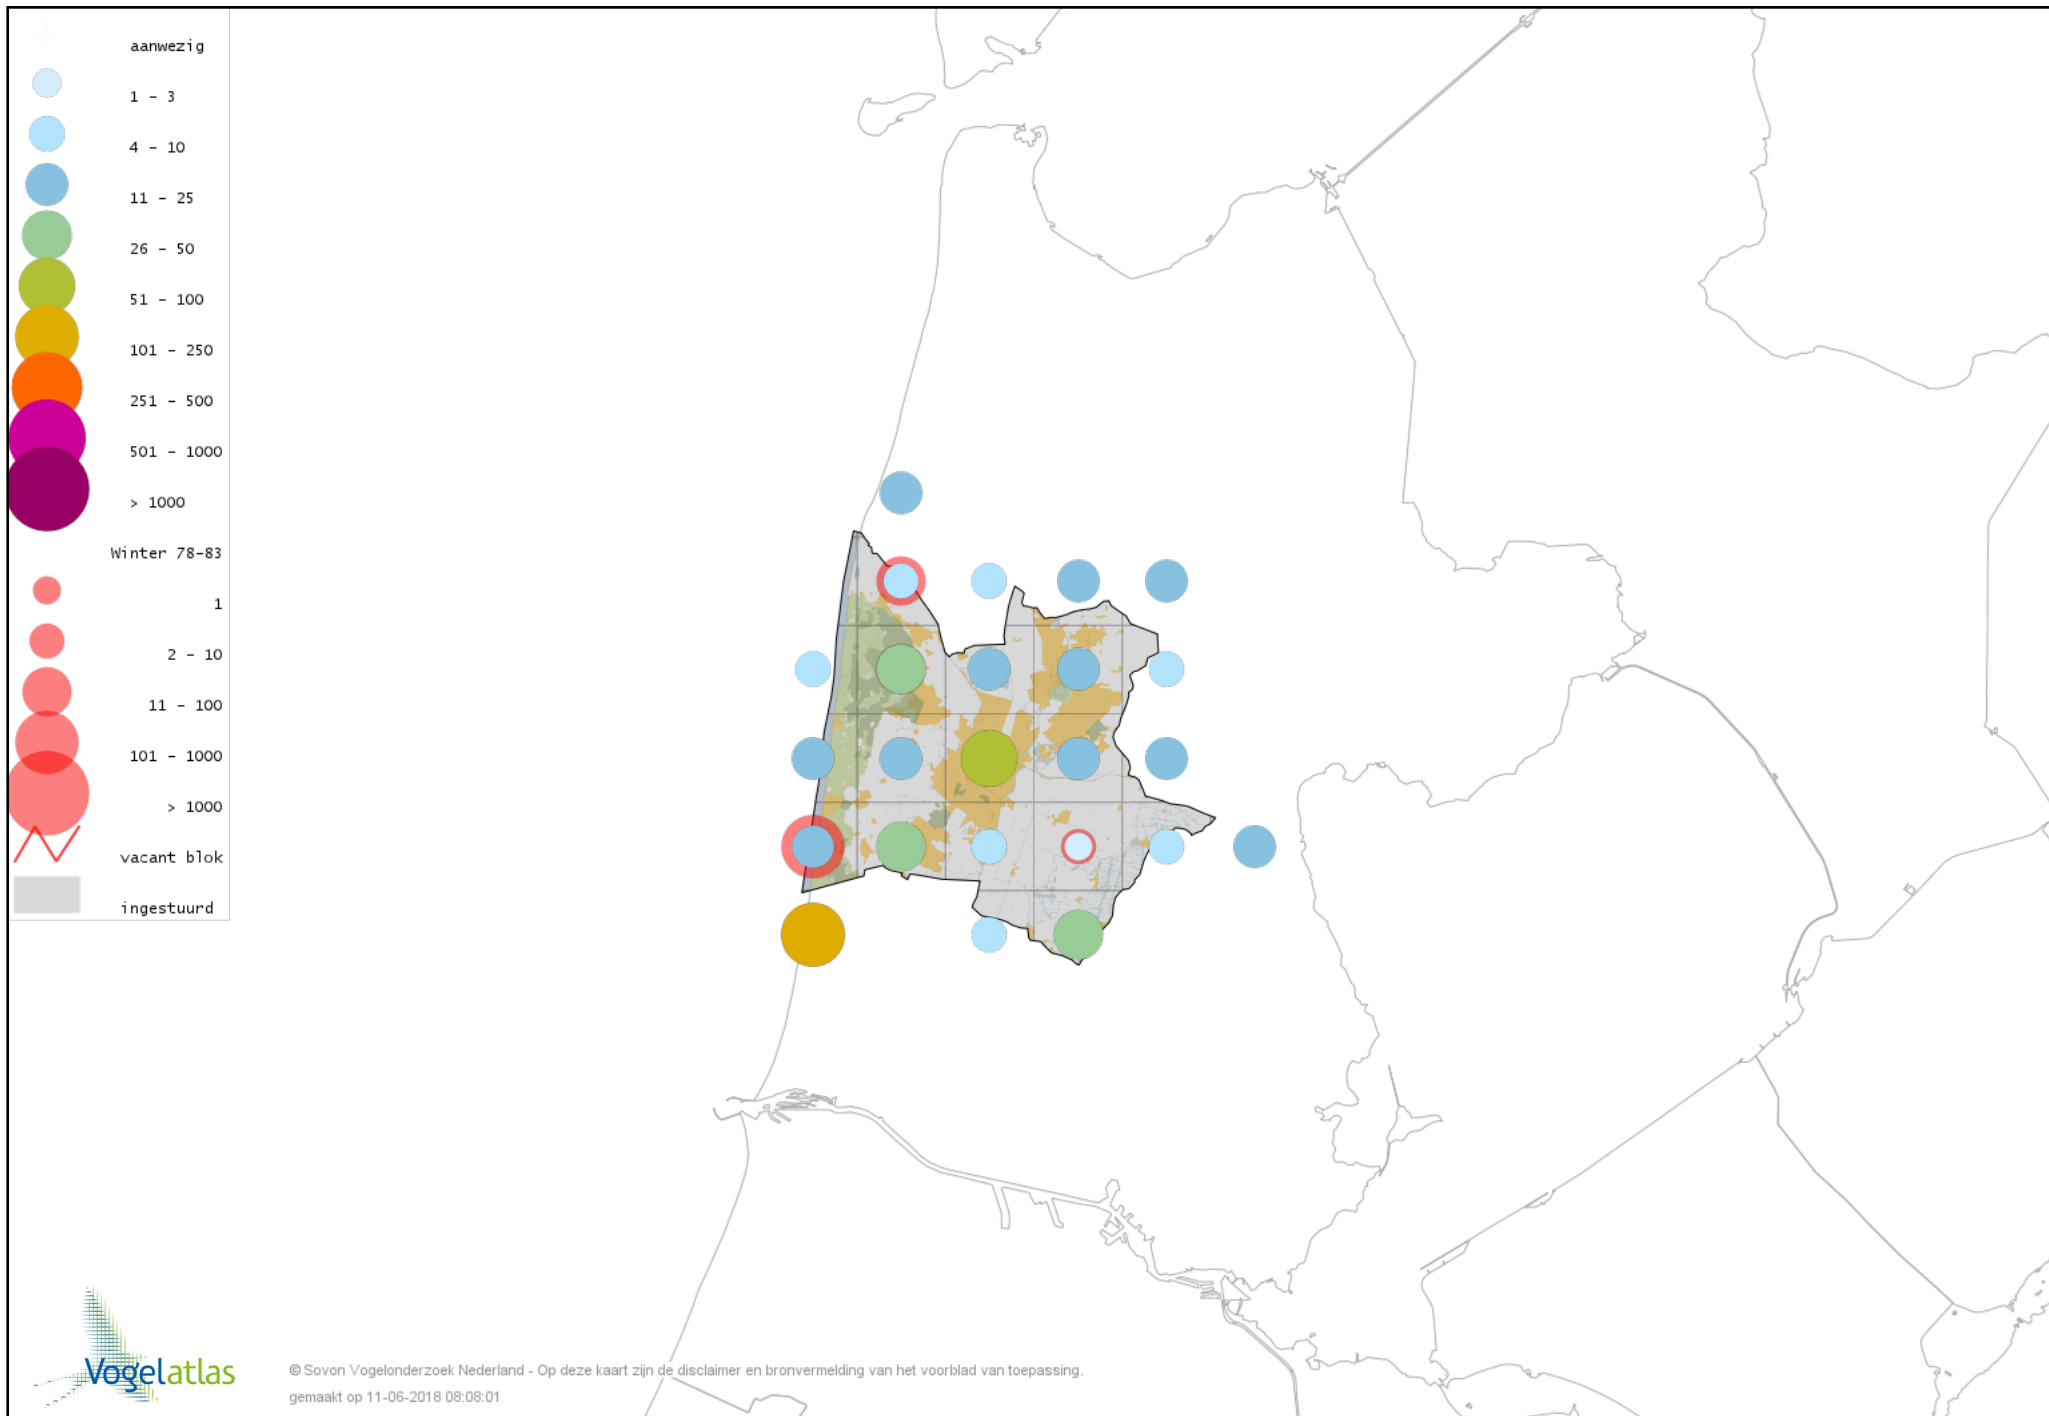 aanwezig
1 - 3
4 - 10
11 - 25
26 - 50
51 - 100
101 - 250
251 - 500
501 - 1000
> 1000
Winter 78-83
1
2 - 10
11 - 100
101 - 1000
> 1000
vacant blok
ingestuurd
Vogelatlas
© Sovon Vogelonderzoek Nederland - Op deze kaart zijn de disclaimer en bronvermelding van het voorblad van toepassing.
gemaakt op 11-06-2018 08:08:01